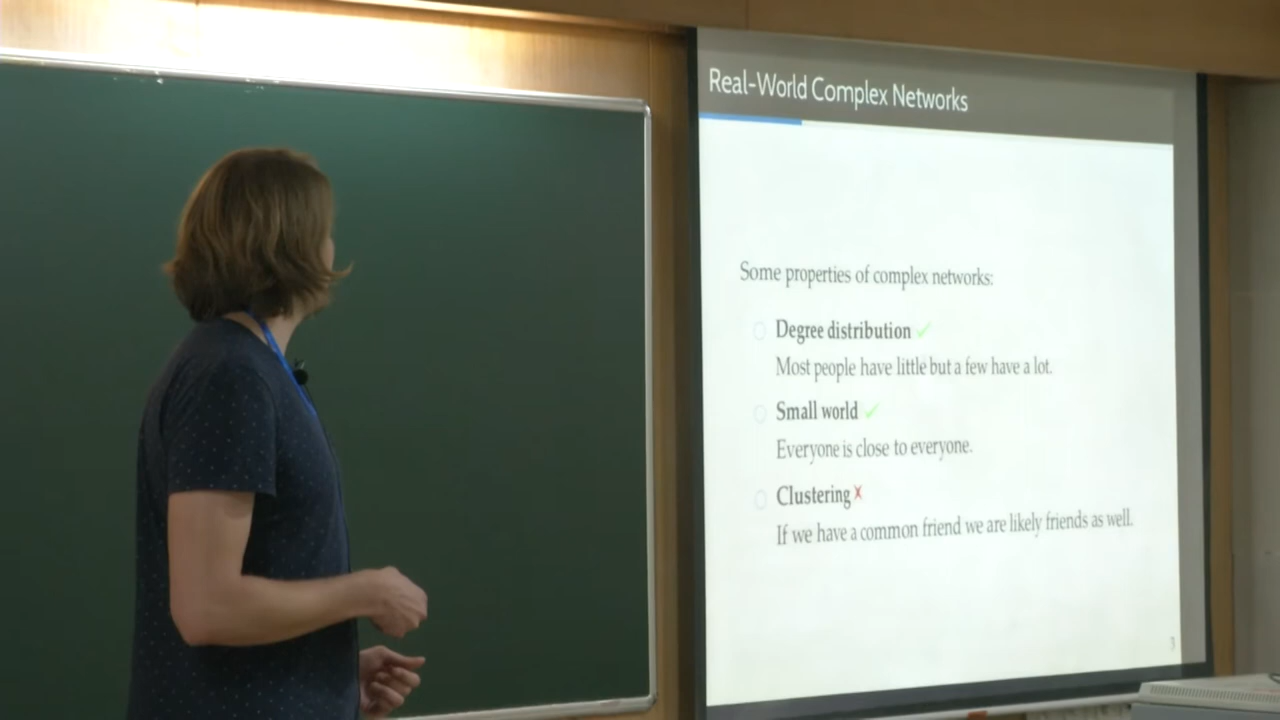 Real-World Complex Networks
Some properties of complex networks:
Degree distribution ✓
Most people have little but a few have a lot.
Small world ✓
Everyone is close to everyone.
Clustering ✗
If we have a common friend we are likely friends as well.